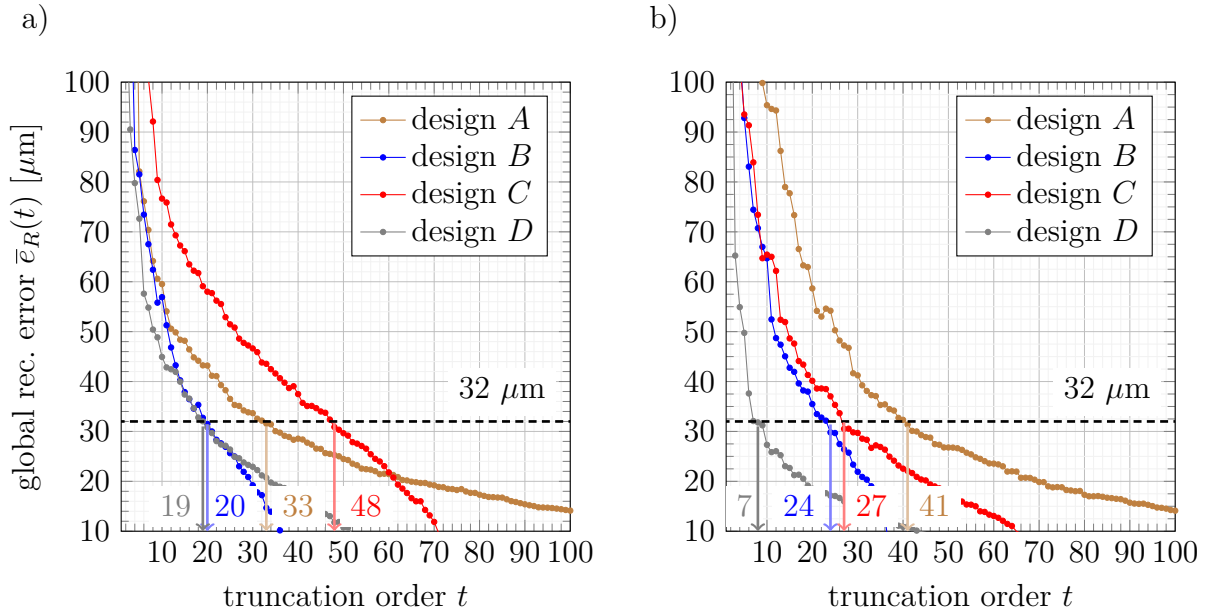 a)
b)
global rec. error e̅_R(t) [μm]
100
90
80
70
60
50
40
30
20
10
design A
design B
design C
design D
32 μm
19
20
33
48
10 20 30 40 50 60 70 80 90 100
truncation order t
100
90
80
70
60
50
40
30
20
10
design A
design B
design C
design D
32 μm
7
24
27
41
10 20 30 40 50 60 70 80 90 100
truncation order t